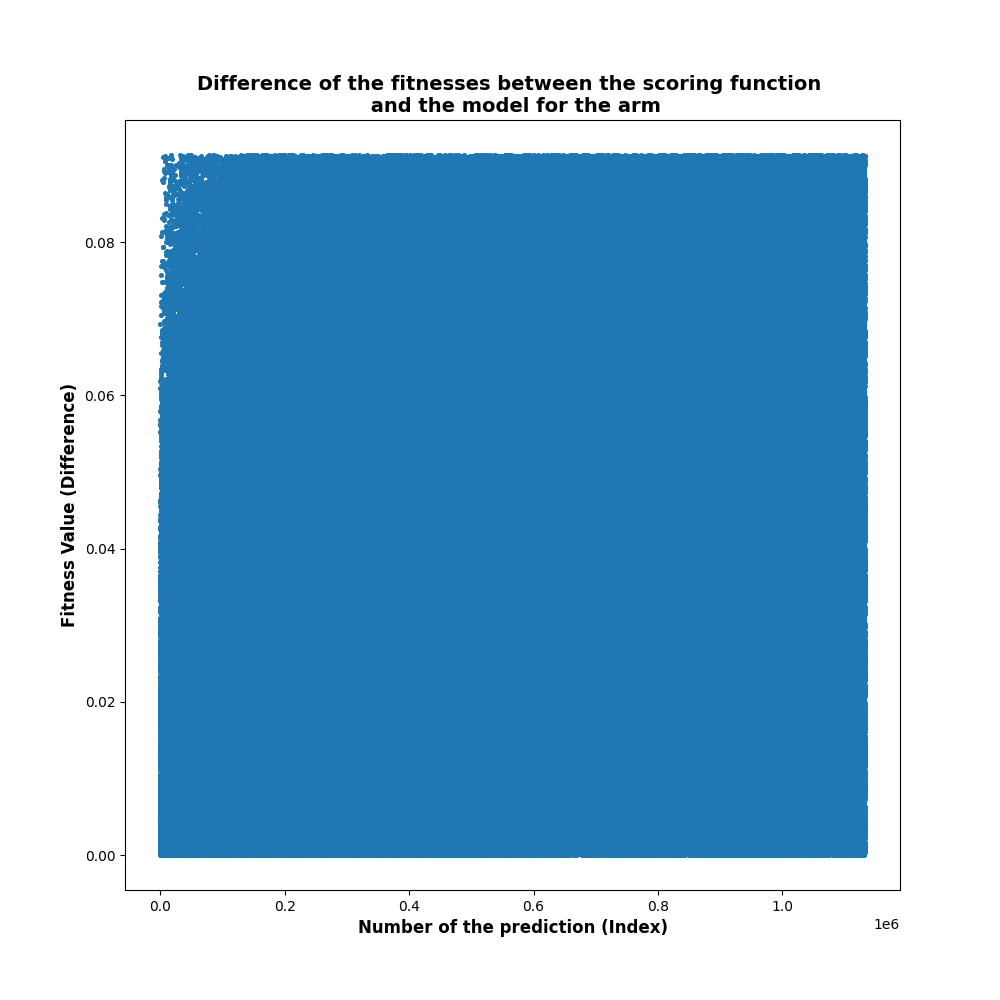 Difference of the fitnesses between the scoring function
and the model for the arm
Fitness Value (Difference)
0.08
0.06
0.04
0.02
0.00
0.0 0.2 0.4 0.6 0.8 1.0
1e6
Number of the prediction (Index)